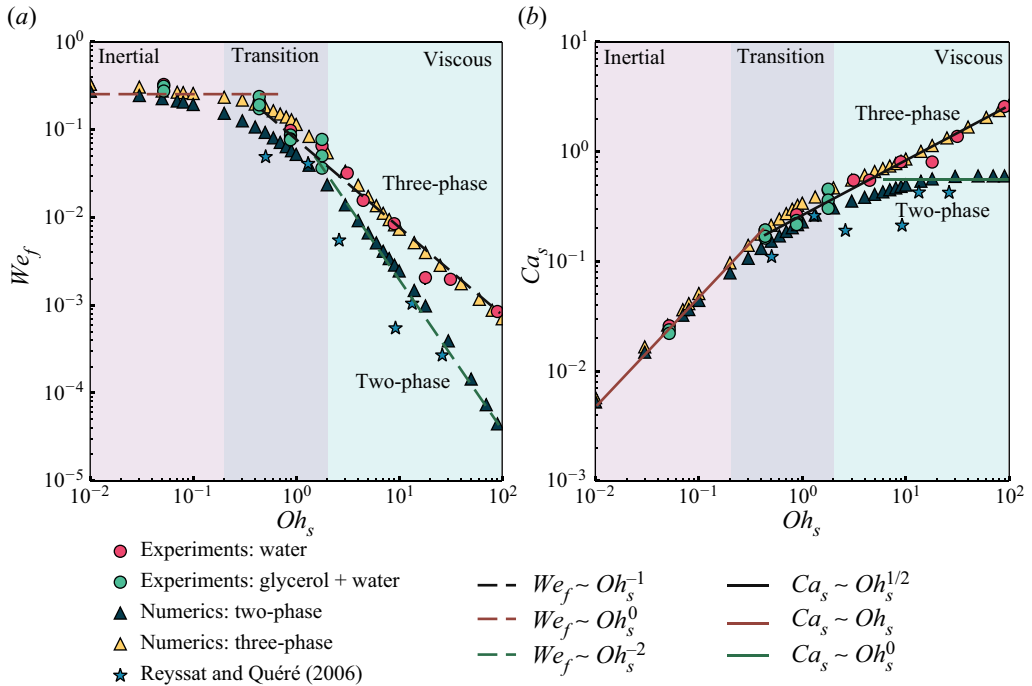 (a)
Inertial Transition Viscous
10^0
10^-1
10^-2
10^-3
10^-4
10^-5
We_f
Three-phase
Two-phase
10^-2 10^-1 10^0 10^1 10^2
Oh_s
(b)
Inertial Transition Viscous
10^1
10^0
10^-1
10^-2
10^-3
Ca_s
Three-phase
Two-phase
10^-2 10^-1 10^0 10^1 10^2
Oh_s
Experiments: water
Experiments: glycerol + water
Numerics: two-phase
Numerics: three-phase
Reyssat and Quéré (2006)
We_f ~ Oh_s^-1
We_f ~ Oh_s^0
We_f ~ Oh_s^-2
Ca_s ~ Oh_s^1/2
Ca_s ~ Oh_s
Ca_s ~ Oh_s^0